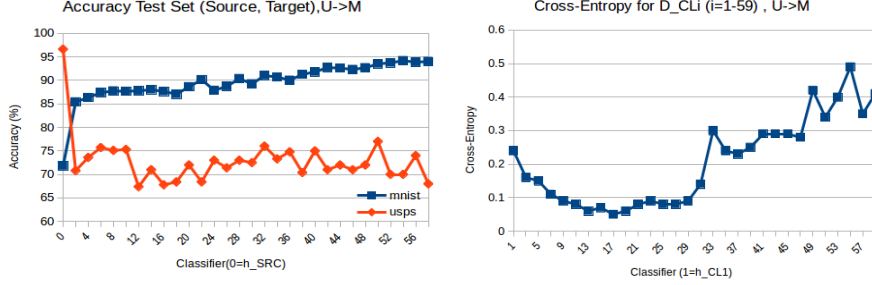 Accuracy Test Set (Source, Target),U->M
100
95
90
85
80
75
70
65
60
Accuracy (%)
0 4 8 12 16 20 24 28 32 36 40 44 48 52 56
mnist
usps
Classifier(0=h_SRC)
Cross-Entropy for D_CLi (i=1-59) , U->M
0.6
0.5
0.4
0.3
0.2
0.1
0
Cross-Entropy
1 5 9 13 17 21 25 29 33 37 41 45 49 53 57
Classifier (1=h_CL1)